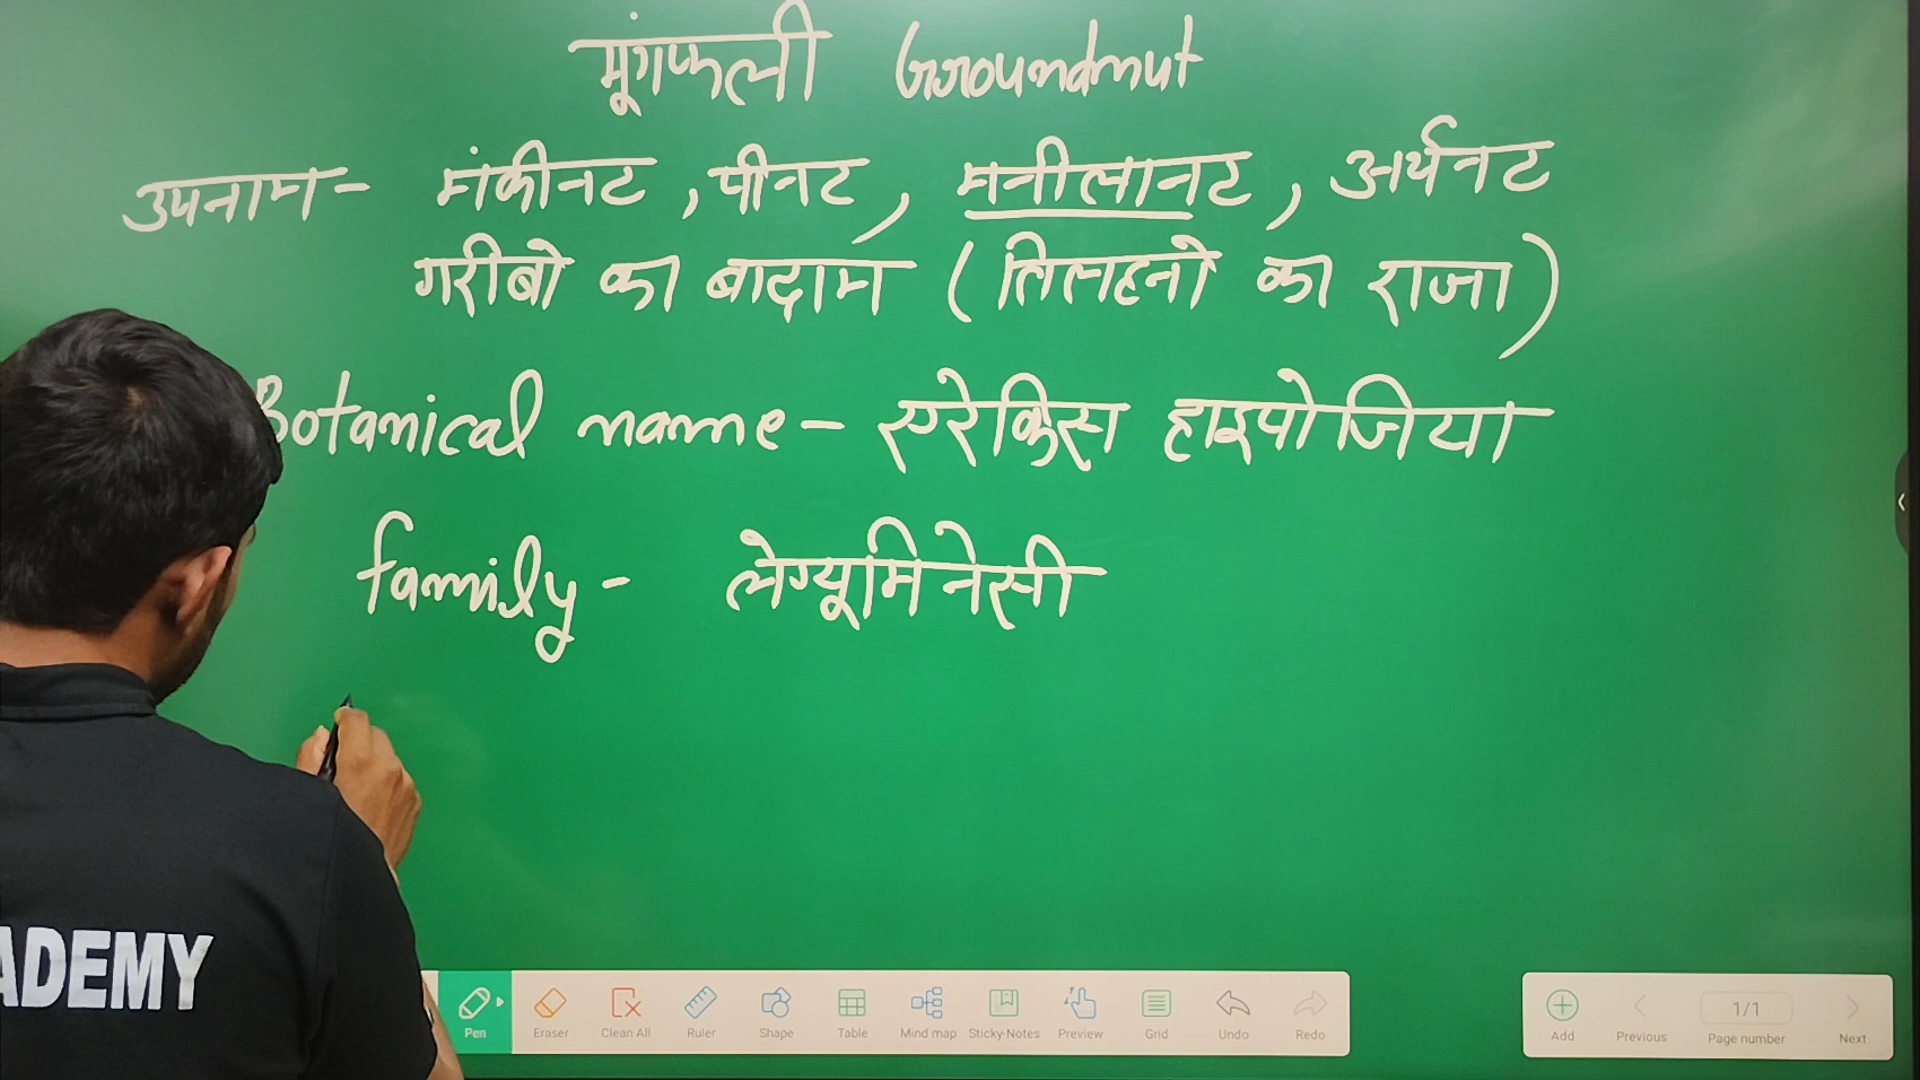 मूंगफली Groundnut
उपनाम - मंकीनट, पीनट, मनीलानट, अर्थनट
गरीबो का बादाम (तिलहनो का राजा)
Botanical name - एरेकिस हाइपोजिया
family - लेग्यूमिनेसी
ADEMY
Pen Eraser Clean All Ruler Shape Table Mind map Sticky-Notes Preview Grid Undo Redo
Add Previous 1/1 Page number Next